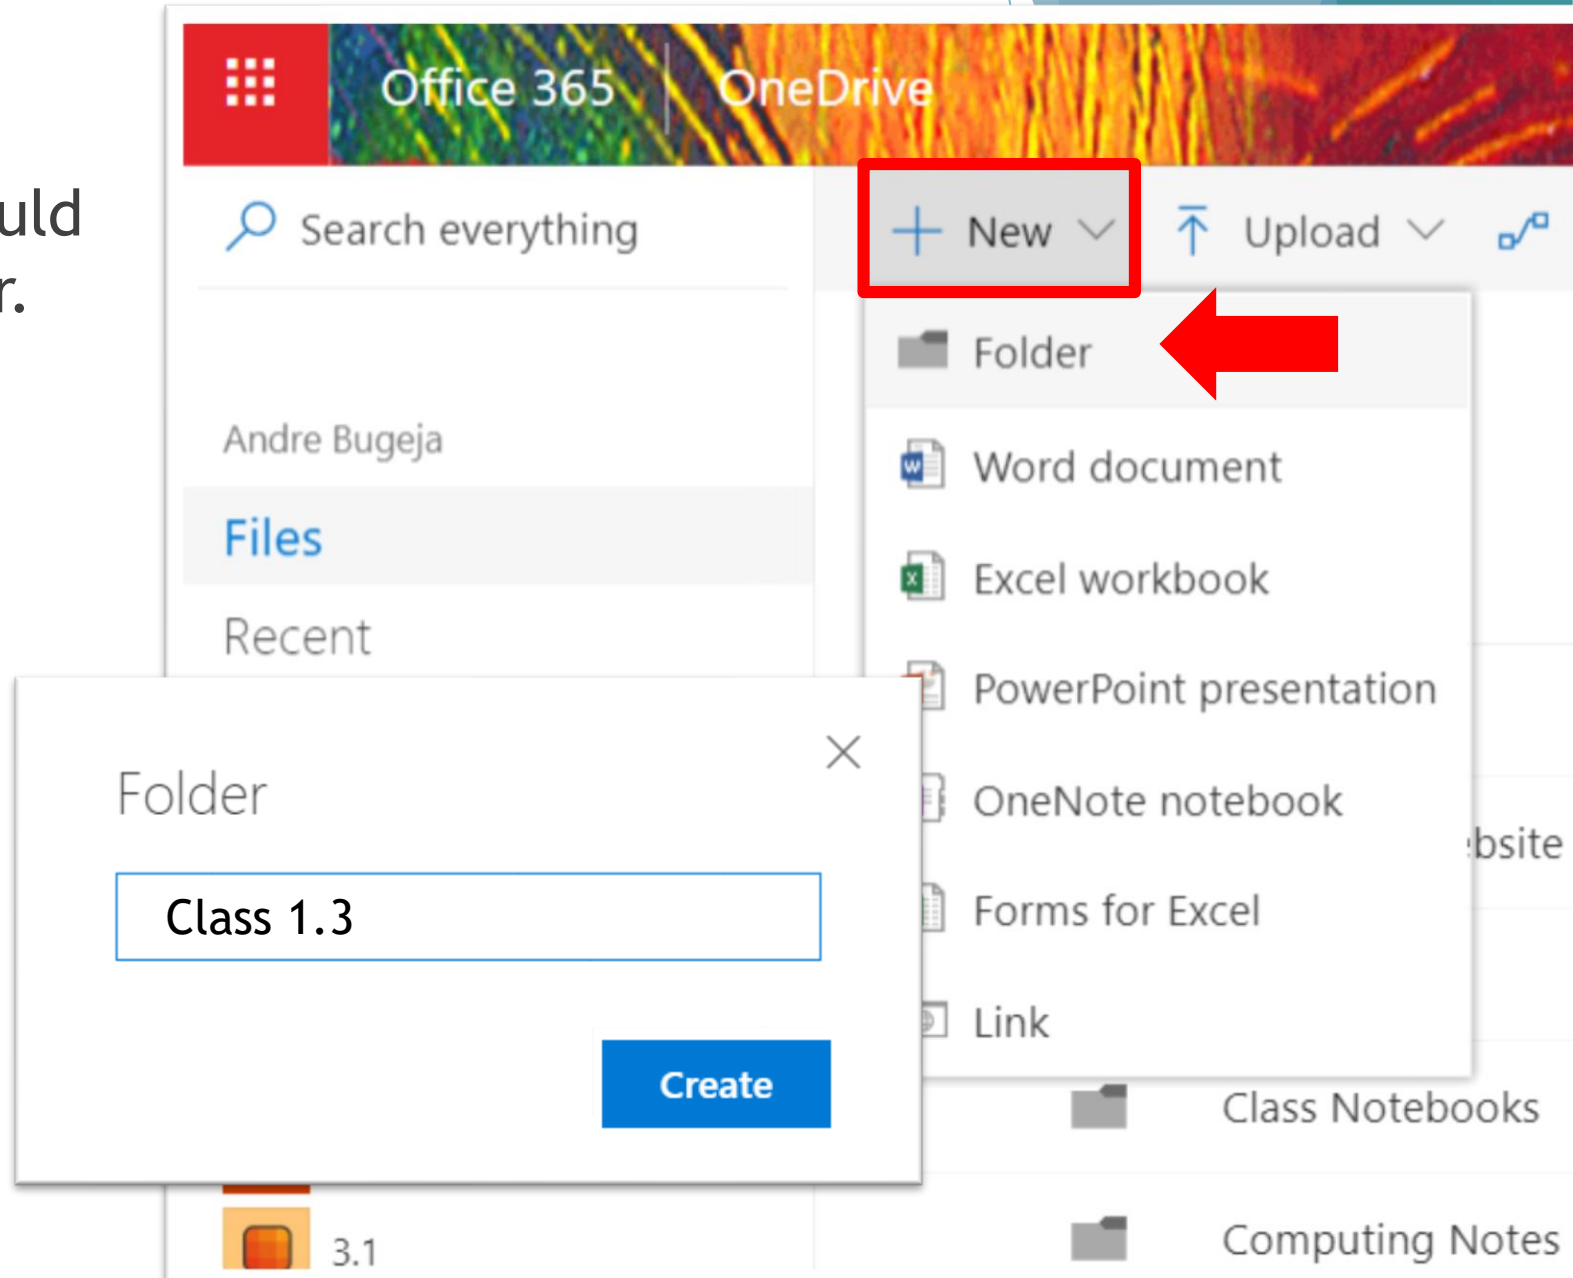 Office 365 OneDrive
uld
r.
Search everything
New Upload
Folder
Word document
Excel workbook
PowerPoint presentation
OneNote notebook
Forms for Excel
Link
Andre Bugeja
Files
Recent
Folder
Class 1.3
Create
bsite
Class Notebooks
Computing Notes
3.1